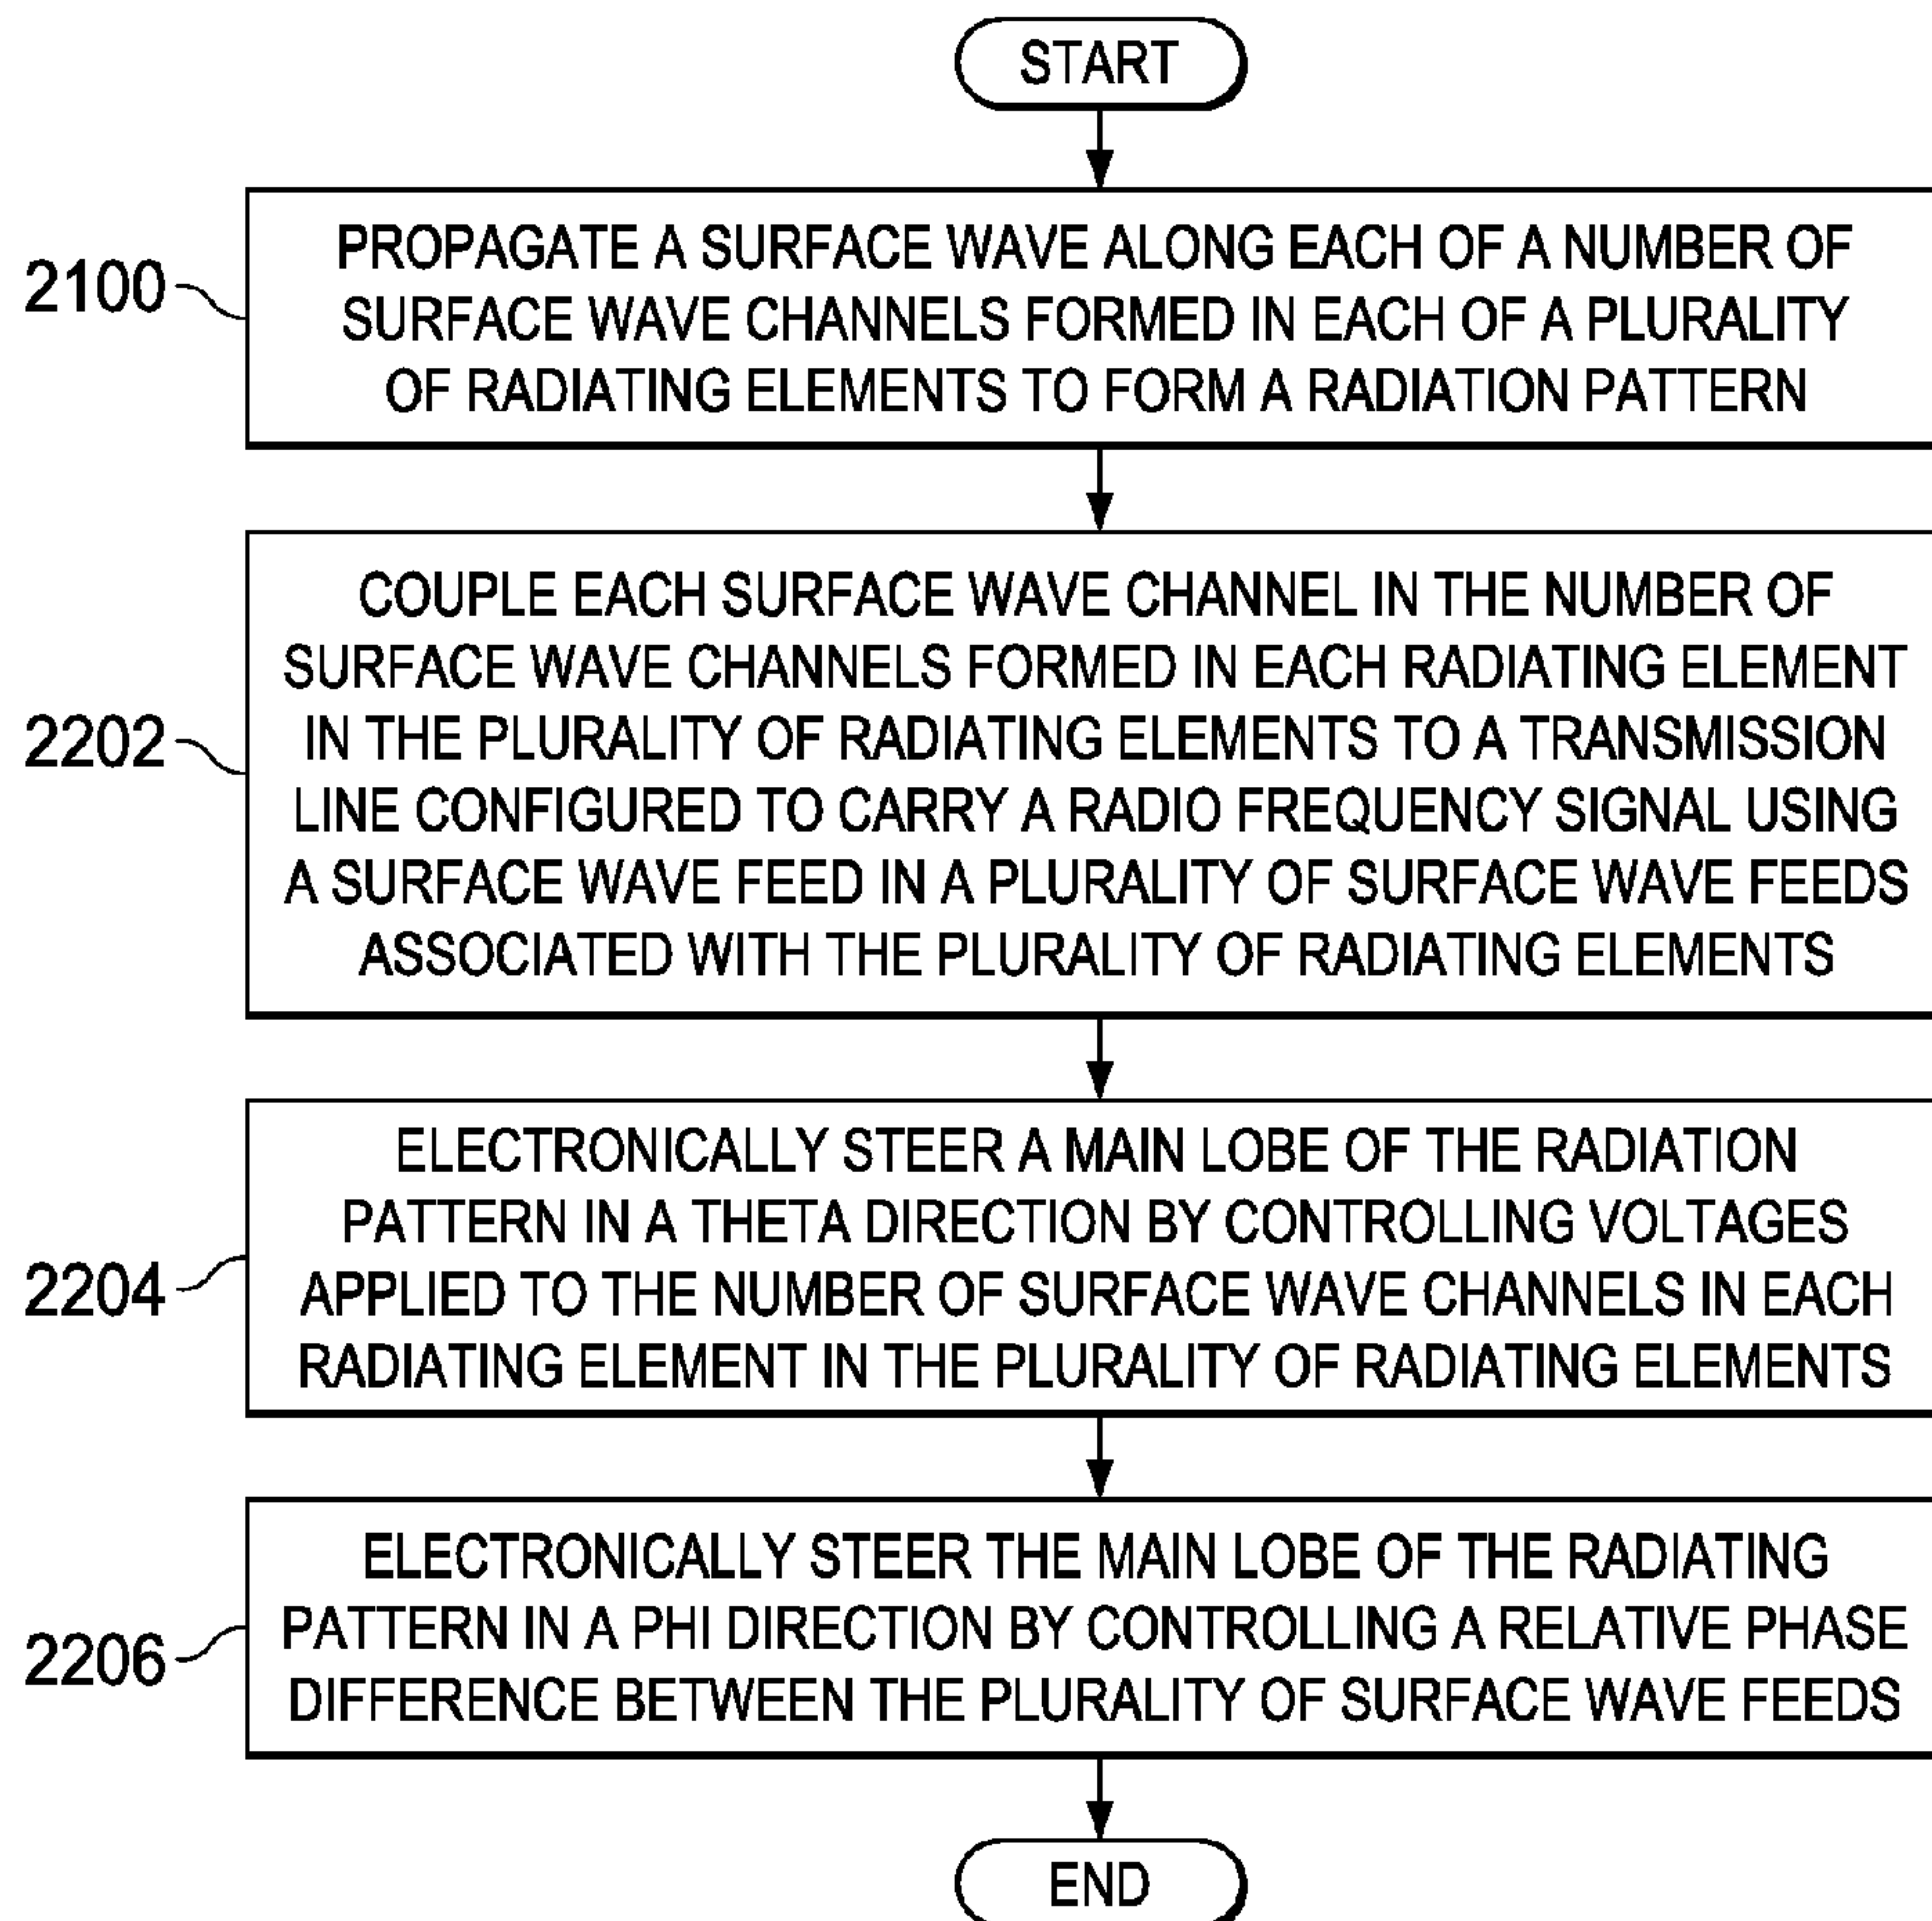 START
2100
PROPAGATE A SURFACE WAVE ALONG EACH OF A NUMBER OF
SURFACE WAVE CHANNELS FORMED IN EACH OF A PLURALITY
OF RADIATING ELEMENTS TO FORM A RADIATION PATTERN
2202
COUPLE EACH SURFACE WAVE CHANNEL IN THE NUMBER OF
SURFACE WAVE CHANNELS FORMED IN EACH RADIATING ELEMENT
IN THE PLURALITY OF RADIATING ELEMENTS TO A TRANSMISSION
LINE CONFIGURED TO CARRY A RADIO FREQUENCY SIGNAL USING
A SURFACE WAVE FEED IN A PLURALITY OF SURFACE WAVE FEEDS
ASSOCIATED WITH THE PLURALITY OF RADIATING ELEMENTS
2204
ELECTRONICALLY STEER A MAIN LOBE OF THE RADIATION
PATTERN IN A THETA DIRECTION BY CONTROLLING VOLTAGES
APPLIED TO THE NUMBER OF SURFACE WAVE CHANNELS IN EACH
RADIATING ELEMENT IN THE PLURALITY OF RADIATING ELEMENTS
2206
ELECTRONICALLY STEER THE MAIN LOBE OF THE RADIATING
PATTERN IN A PHI DIRECTION BY CONTROLLING A RELATIVE PHASE
DIFFERENCE BETWEEN THE PLURALITY OF SURFACE WAVE FEEDS
END